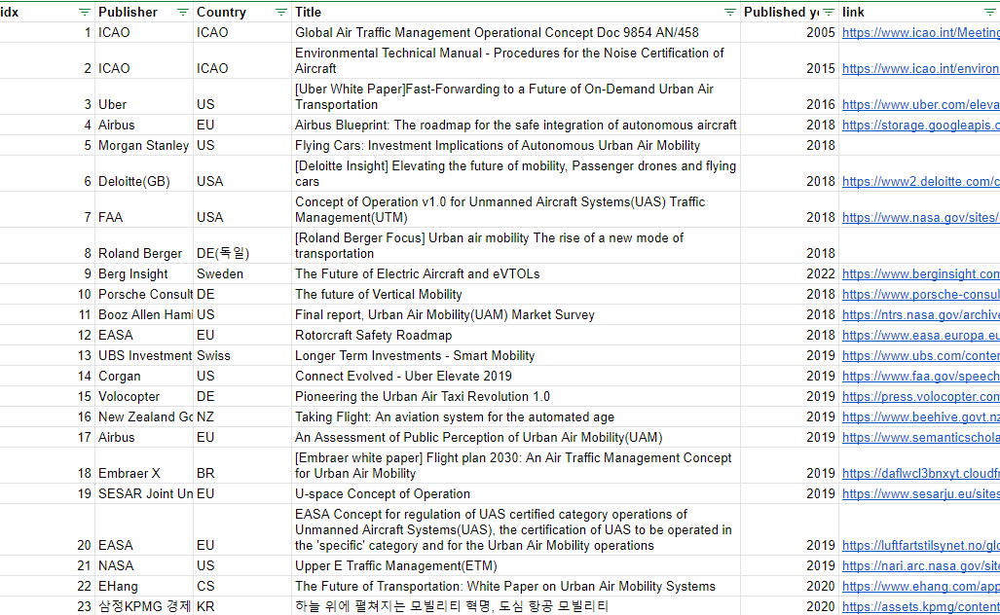 idx Publisher Country Title Published ye link
1 ICAO ICAO Global Air Traffic Management Operational Concept Doc 9854 AN/458 2005 https://www.icao.int/Meeting
Environmental Technical Manual - Procedures for the Noise Certification of
2 ICAO ICAO Aircraft 2015 https://www.icao.int/environ
[Uber White Paper]Fast-Forwarding to a Future of On-Demand Urban Air
3 Uber US Transportation 2016 https://www.uber.com/eleva
4 Airbus EU Airbus Blueprint: The roadmap for the safe integration of autonomous aircraft 2018 https://storage.googleapis.c
5 Morgan Stanley US Flying Cars: Investment Implications of Autonomous Urban Air Mobility 2018
[Deloitte Insight] Elevating the future of mobility, Passenger drones and flying
6 Deloitte(GB) USA cars 2018 https://www2.deloitte.com/c
Concept of Operation v1.0 for Unmanned Aircraft Systems(UAS) Traffic
7 FAA USA Management(UTM) 2018 https://www.nasa.gov/sites/
[Roland Berger Focus] Urban air mobility The rise of a new mode of
8 Roland Berger DE(독일) transportation 2018
9 Berg Insight Sweden The Future of Electric Aircraft and eVTOLs 2022 https://www.berginsight.com
10 Porsche Consult DE The future of Vertical Mobility 2018 https://www.porsche-consul
11 Booz Allen Hami US Final report, Urban Air Mobility(UAM) Market Survey 2018 https://ntrs.nasa.gov/archive
12 EASA EU Rotorcraft Safety Roadmap 2018 https://www.easa.europa.eu
13 UBS Investment Swiss Longer Term Investments - Smart Mobility 2019 https://www.ubs.com/conten
14 Corgan US Connect Evolved - Uber Elevate 2019 2019 https://www.faa.gov/speech
15 Volocopter DE Pioneering the Urban Air Taxi Revolution 1.0 2019 https://press.volocopter.com
16 New Zealand Go NZ Taking Flight: An aviation system for the automated age 2019 https://www.beehive.govt.nz
17 Airbus EU An Assessment of Public Perception of Urban Air Mobility(UAM) 2019 https://www.semanticschola
[Embraer white paper] Flight plan 2030: An Air Traffic Management Concept
18 Embraer X BR for Urban Air Mobility 2019 https://daflwcl3bnxyt.cloudfr
19 SESAR Joint Un EU U-space Concept of Operation 2019 https://www.sesarju.eu/sites
EASA Concept for regulation of UAS certified category operations of
Unmanned Aircraft Systems(UAS), the certification of UAS to be operated in
20 EASA EU the 'specific' category and for the Urban Air Mobility operations 2019 https://luftfartstilsynet.no/glo
21 NASA US Upper E Traffic Management(ETM) 2019 https://nari.arc.nasa.gov/site
22 EHang CS The Future of Transportation: White Paper on Urban Air Mobility Systems 2020 https://www.ehang.com/app
23 삼정KPMG 경제 KR 하늘 위에 펼쳐지는 모빌리티 혁명, 도심 항공 모빌리티 2020 https://assets.kpmg/content